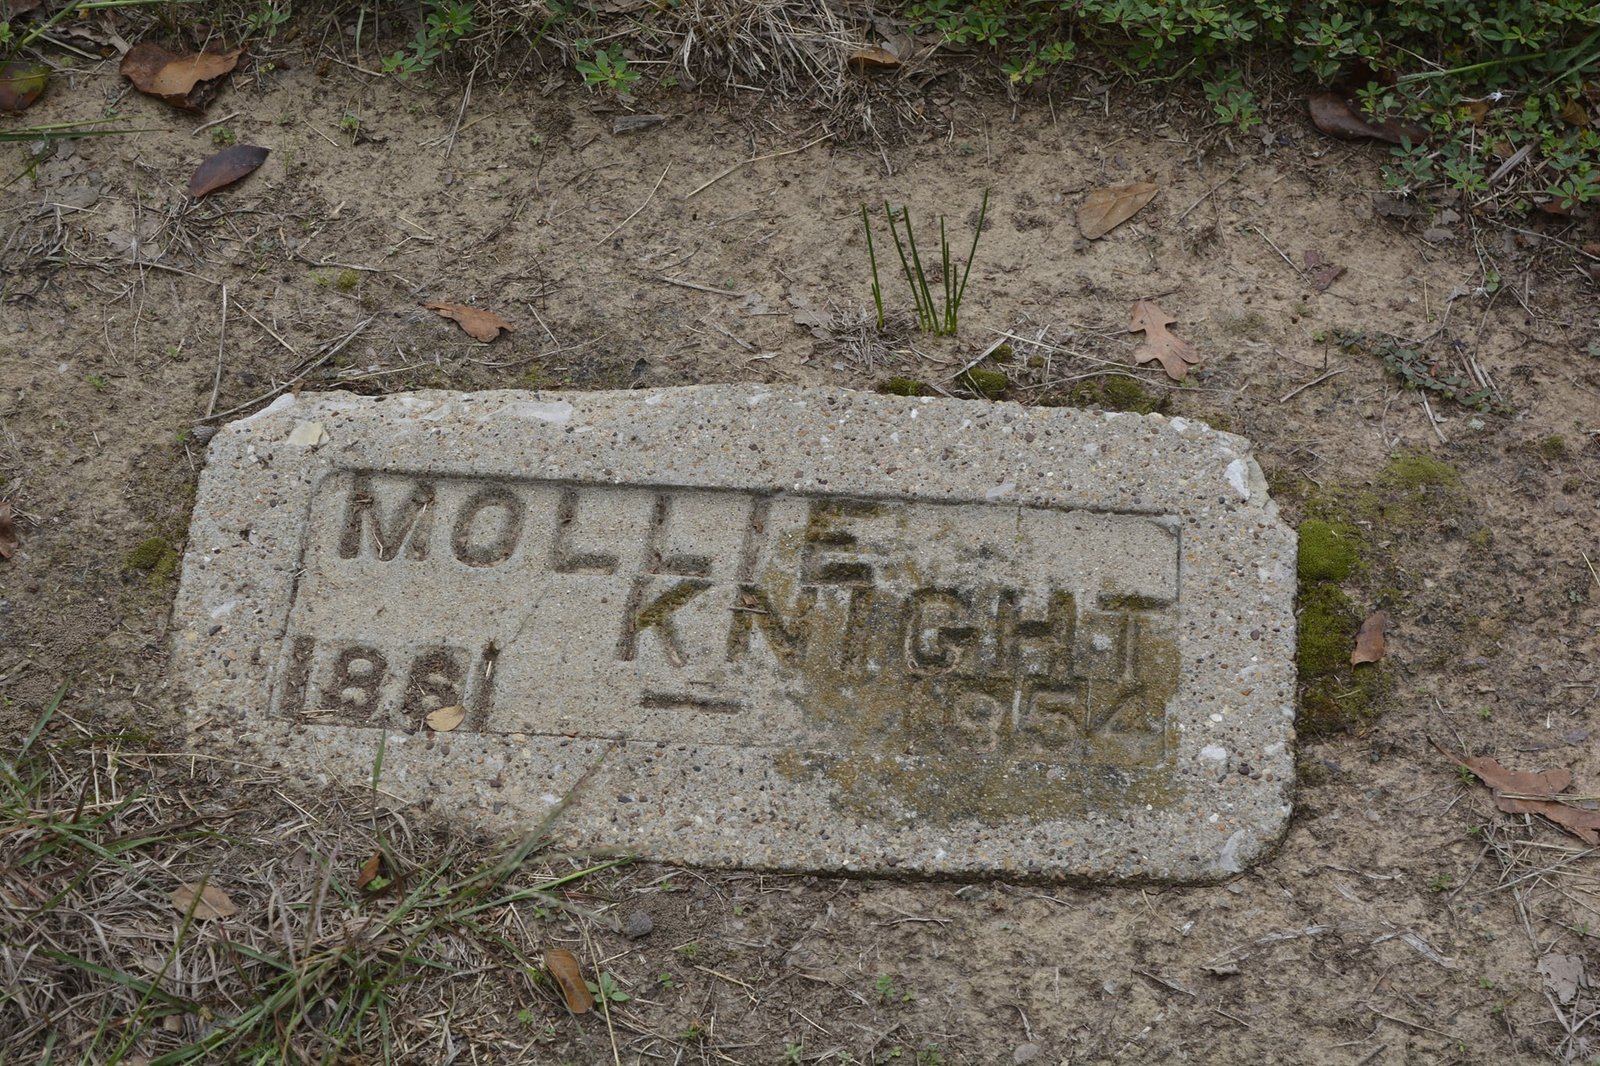 MOLLIE
KNIGHT
1881 — 1954